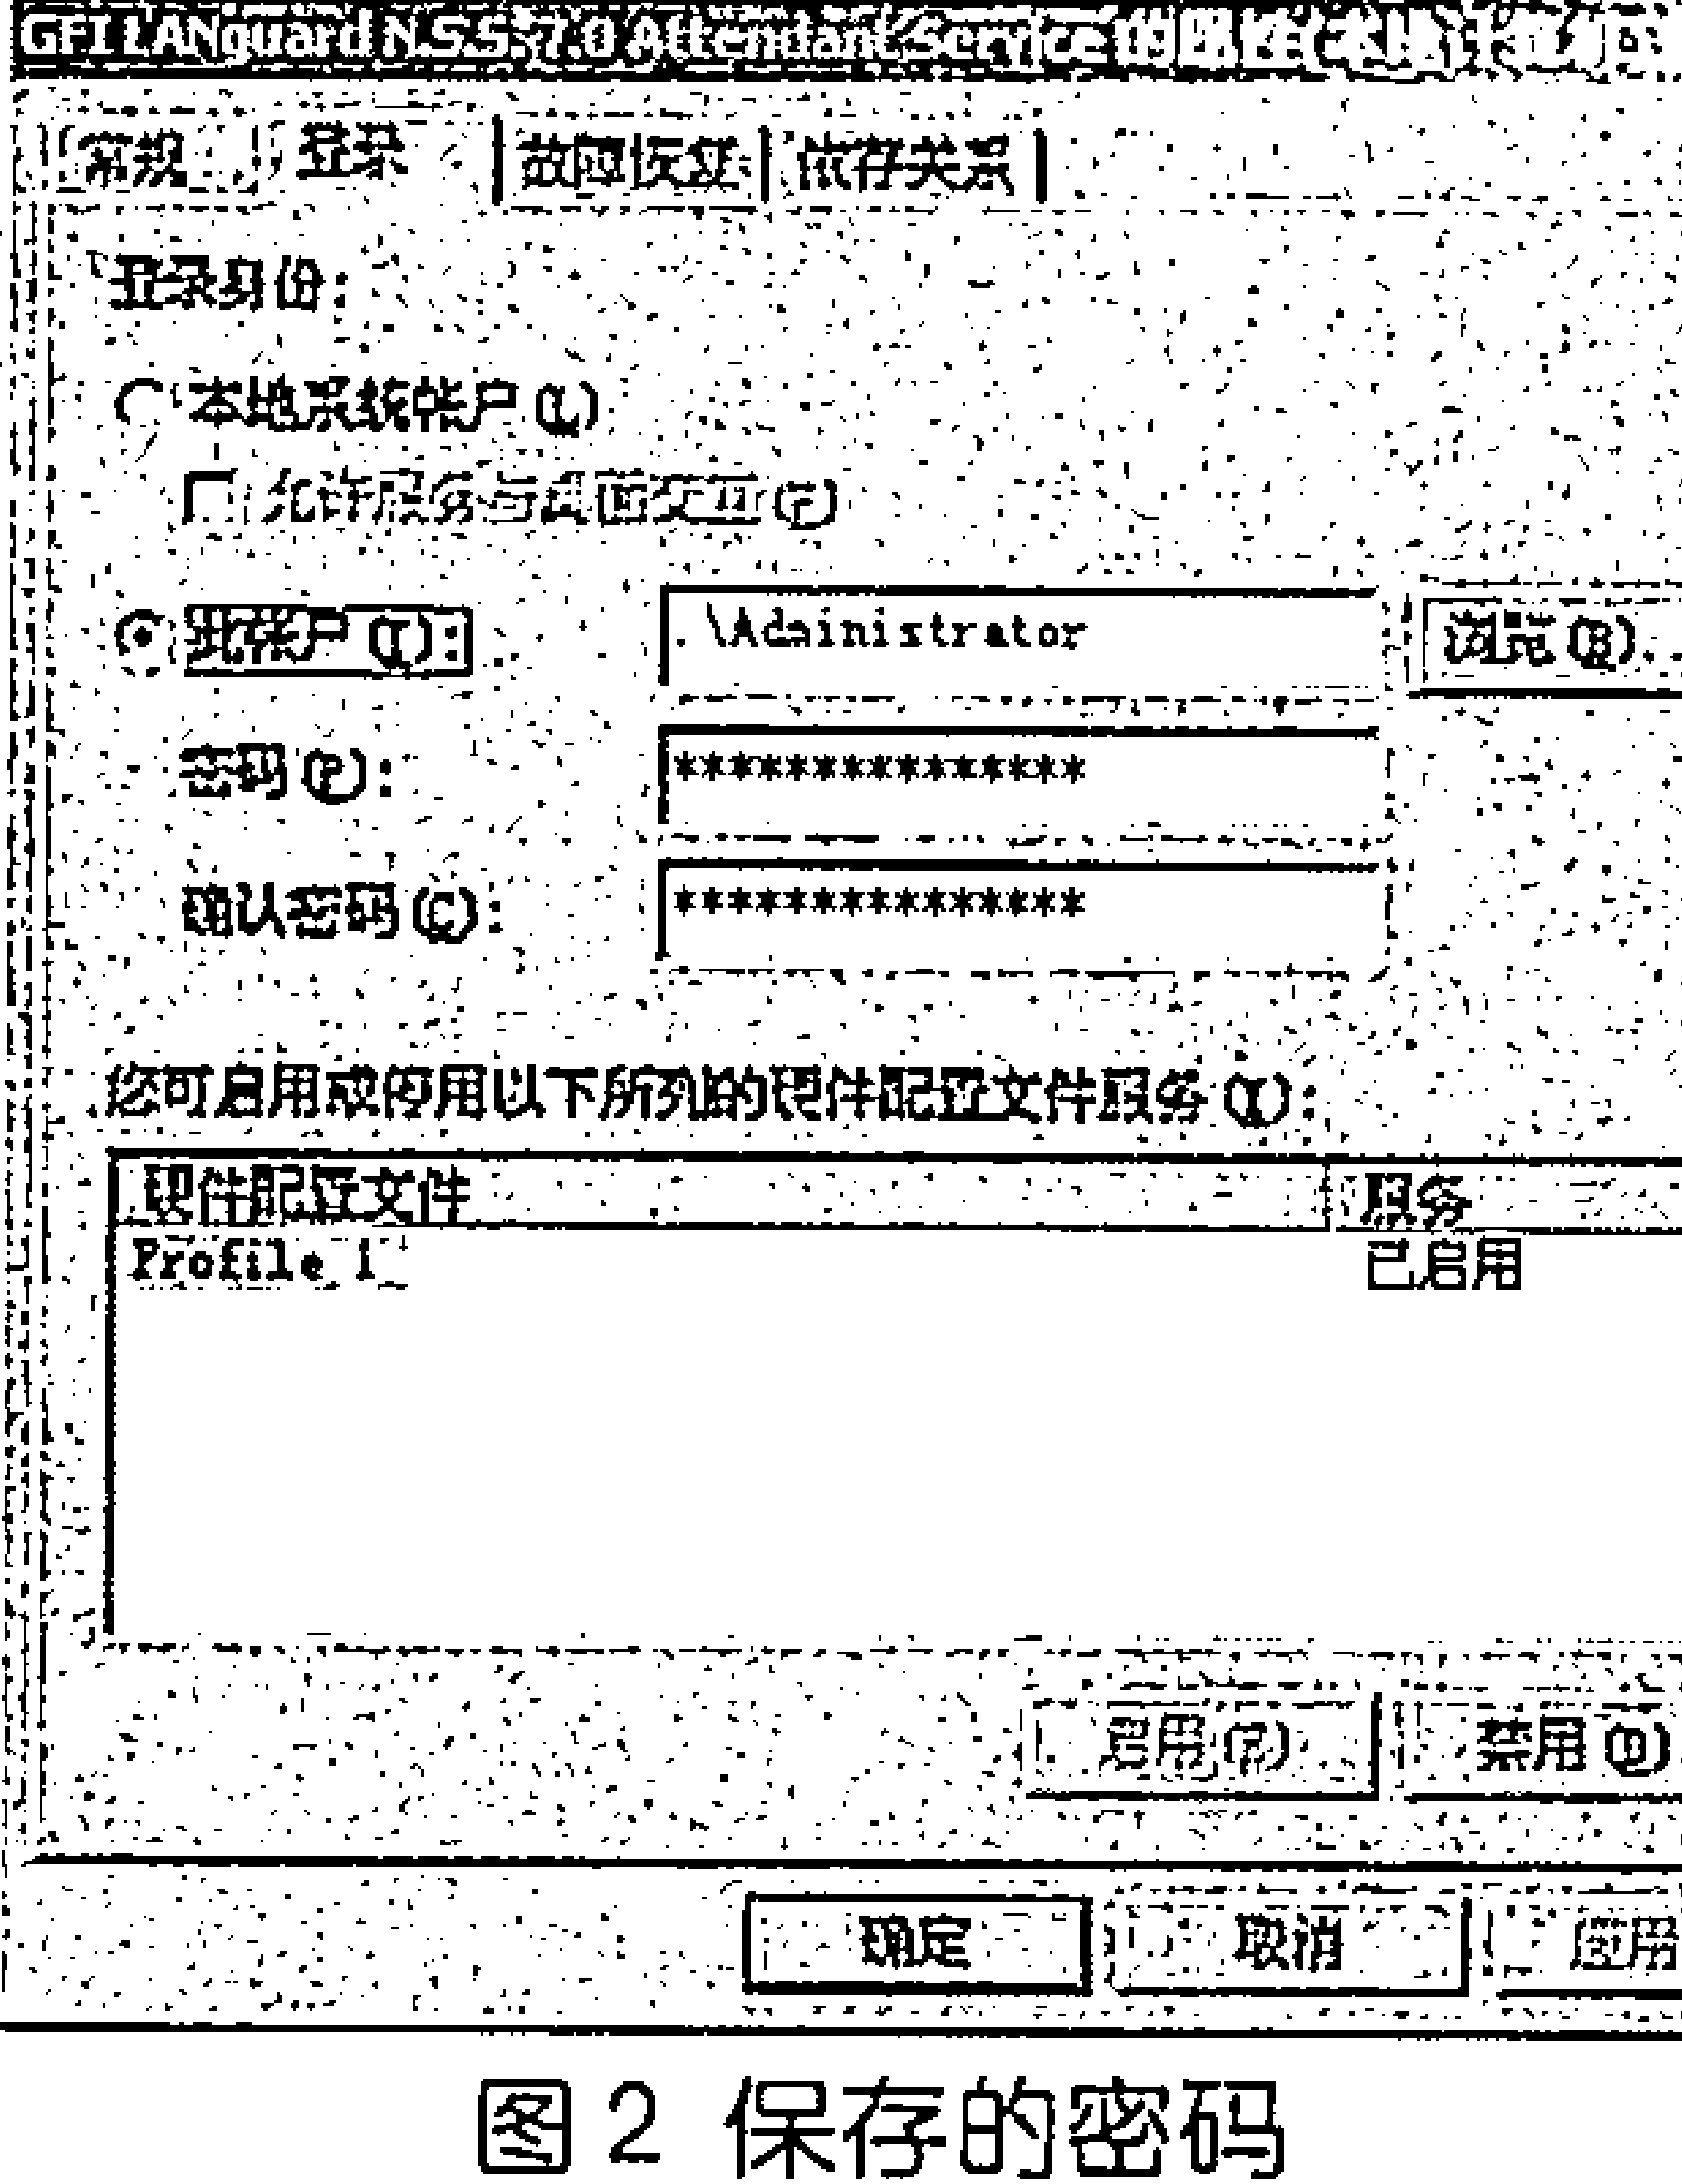 GFI LANguard N.S.S. 7.0 Attendant Service 的属性(本地计算机)
常规 登录 故障恢复 依存关系
登录身份:
本地系统帐户(L)
允许服务与桌面交互(F)
此帐户(T): .\Administrator 浏览(B)..
密码(P): ***************
确认密码(C): ***************
您可启用或停用以下所列的硬件配置文件服务(Y):
硬件配置文件 服务
Profile 1 已启用
启用 禁用(D)
确定 取消 应用
图2 保存的密码